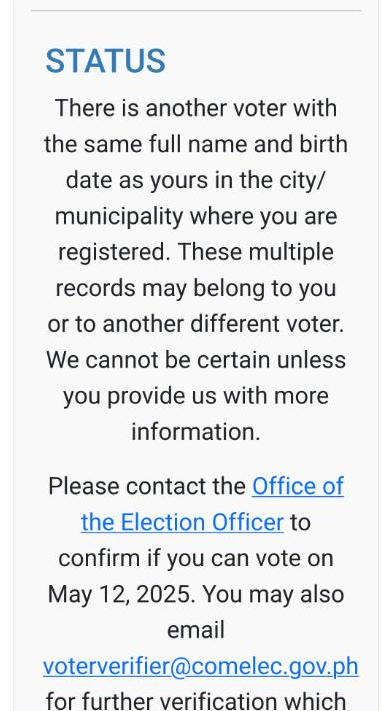 STATUS
There is another voter with
the same full name and birth
date as yours in the city/
municipality where you are
registered. These multiple
records may belong to you
or to another different voter.
We cannot be certain unless
you provide us with more
information.
Please contact the Office of
the Election Officer to
confirm if you can vote on
May 12, 2025. You may also
email
voterverifier@comelec.gov.ph
for further verification which